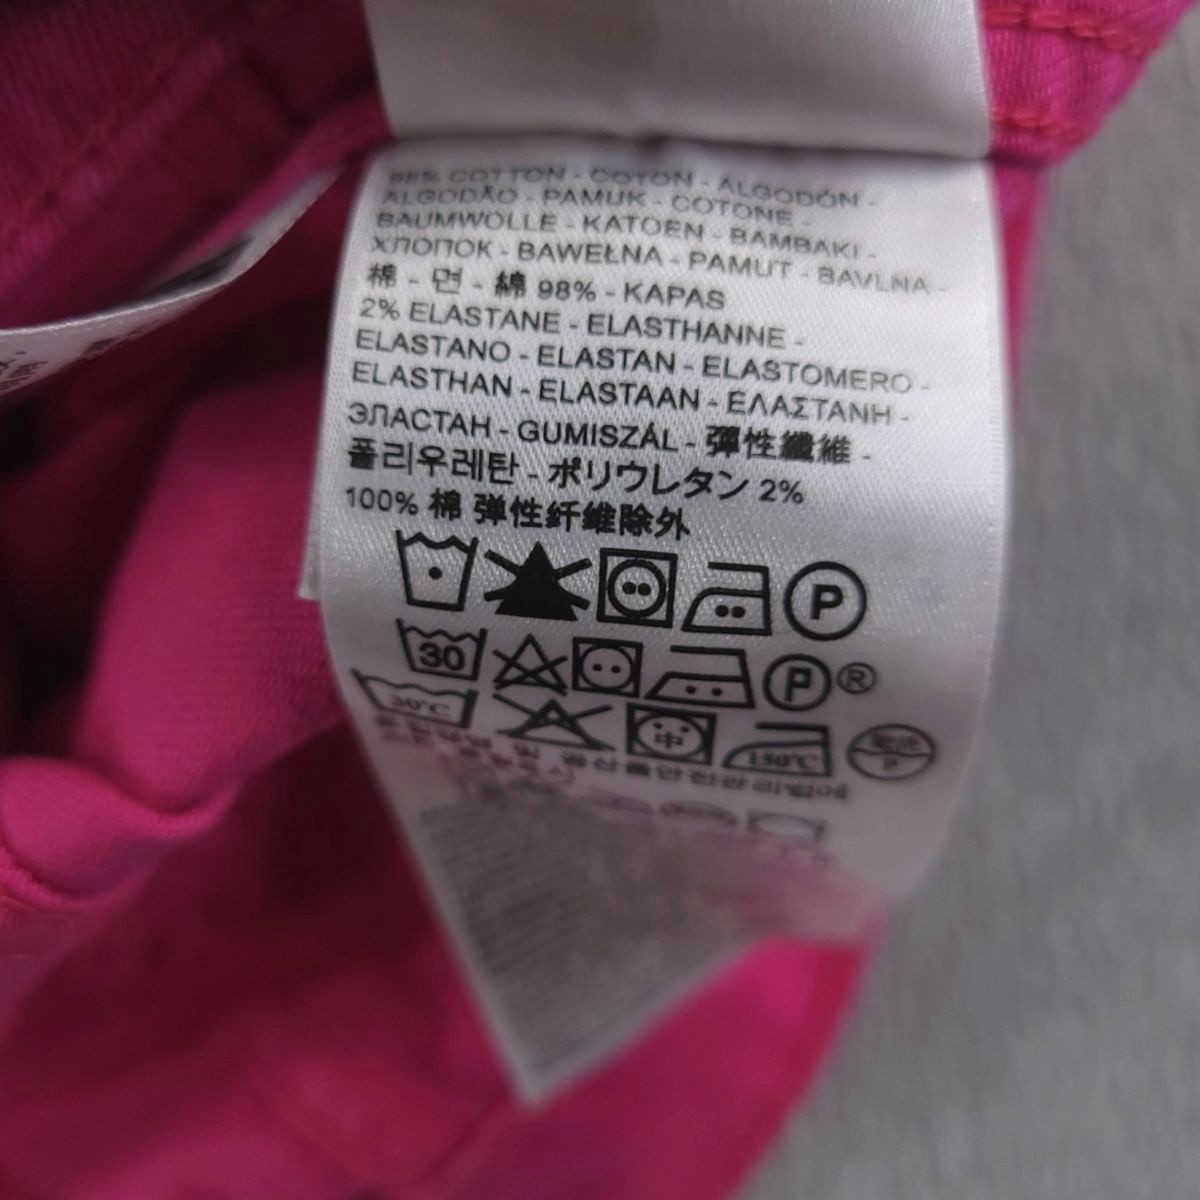 98% COTTON - COTON - ALGODÓN -
ALGODÃO - PAMUK - COTONE -
BAUMWOLLE - KATOEN - BAMBAKI -
ХЛОПОК - BAWEŁNA - PAMUT - BAVLNA -
棉 - 면 - 綿 98% - KAPAS
2% ELASTANE - ELASTHANNE -
ELASTANO - ELASTAN - ELASTOMERO -
ELASTHAN - ELASTAAN - ΕΛΑΣΤΑΝΗ -
ЭЛАСТАН - GUMISZÁL - 彈性纖維 -
폴리우레탄 - ポリウレタン 2%
100% 棉 弹性纤维除外
P
30 P ®
30°C 中 150°C P